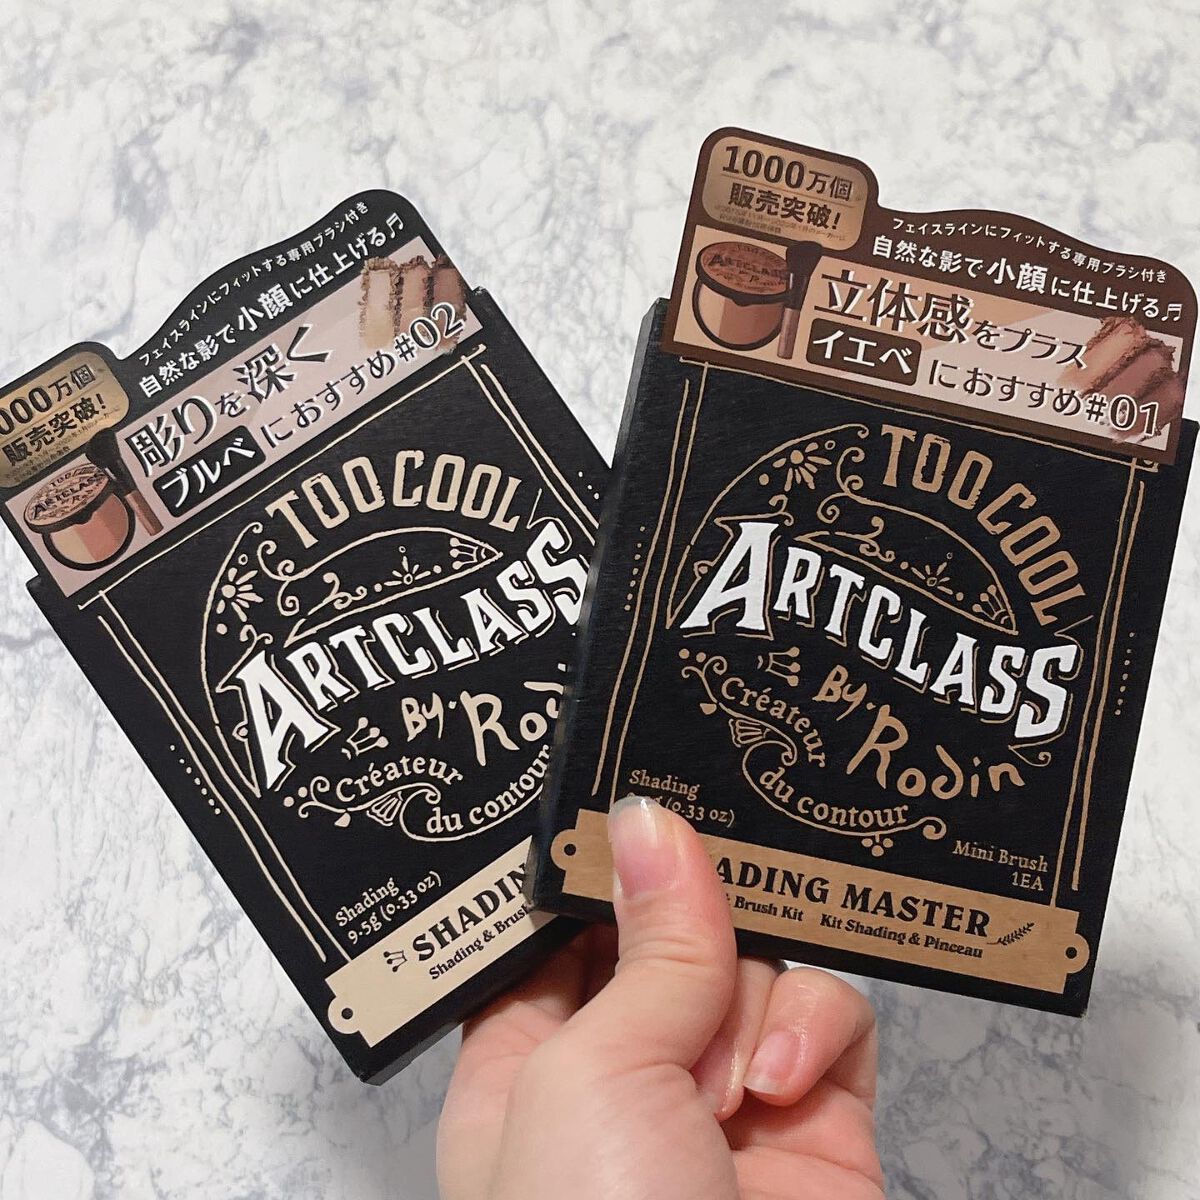 000万個
販売突破!
フェイスラインにフィットする専用ブラシ付き
自然な影で小顔に仕上げる♬
彫りを深く
ブルベにおすすめ#02
TOO COOL
ARTCLASS
By. Rod
Créateur
du contour
Shading
9.5g (0.33 oz)
SHADIN
Shading & Brush
1000万個
販売突破!
フェイスラインにフィットする専用ブラシ付き
自然な影で小顔に仕上げる♬
立体感をプラス
イエベにおすすめ#01
TOO COOL
ARTCLASS
By. Rodin
Créateur
du contour
Shading
(0.33 oz)
Mini Brush
1EA
ADING MASTER
& Brush Kit Kit Shading & Pinceau